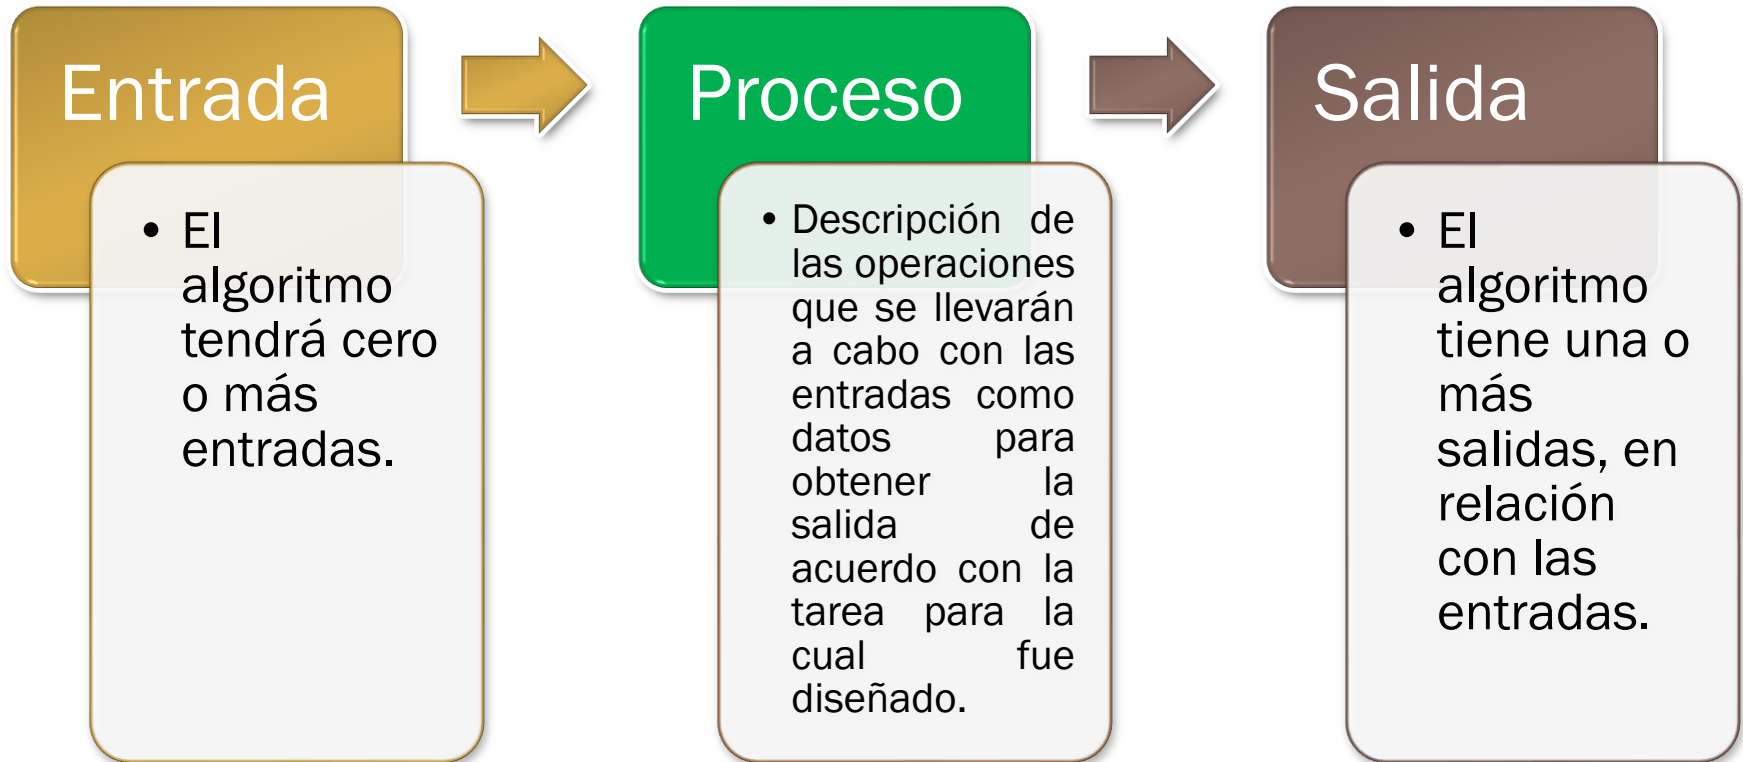 Entrada
El
algoritmo
tendrá cero
o más
entradas.
Proceso
Descripción de
las operaciones
que se llevarán
a cabo con las
entradas como
datos para
obtener la
salida de
acuerdo con la
tarea para la
cual fue
diseñado.
Salida
El
algoritmo
tiene una o
más
salidas, en
relación
con las
entradas.